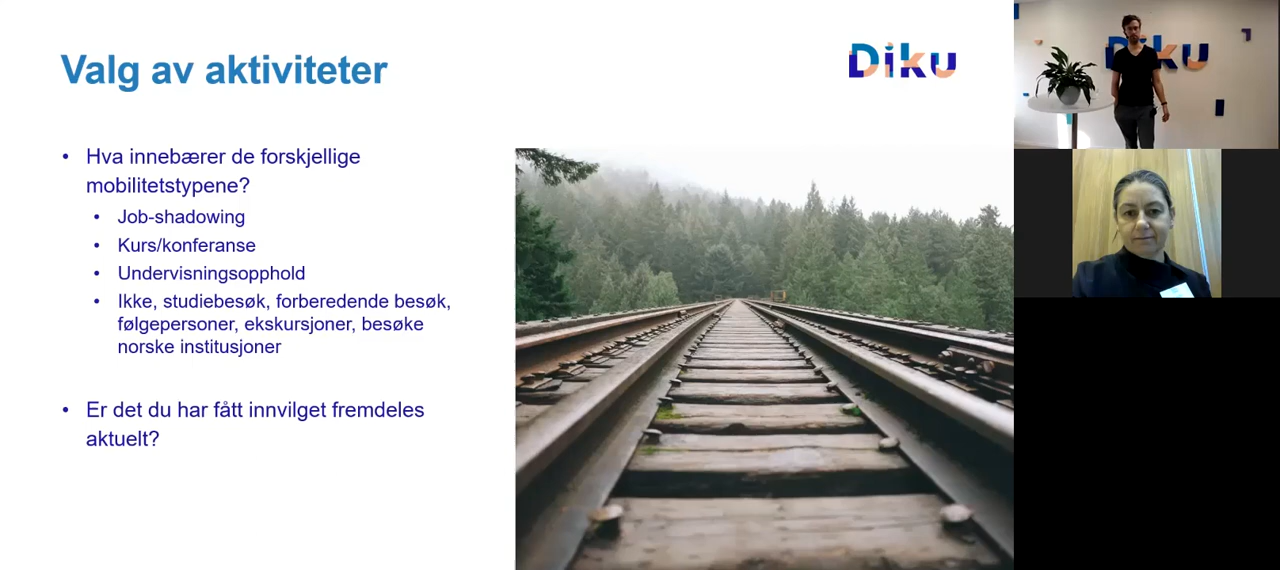 Valg av aktiviteter
Diku
• Hva innebærer de forskjellige
mobilitetstypene?
• Job-shadowing
• Kurs/konferanse
• Undervisningsopphold
• Ikke, studiebesøk, forberedende besøk,
følgepersoner, ekskursjoner, besøke
norske institusjoner
• Er det du har fått innvilget fremdeles
aktuelt?
Diku